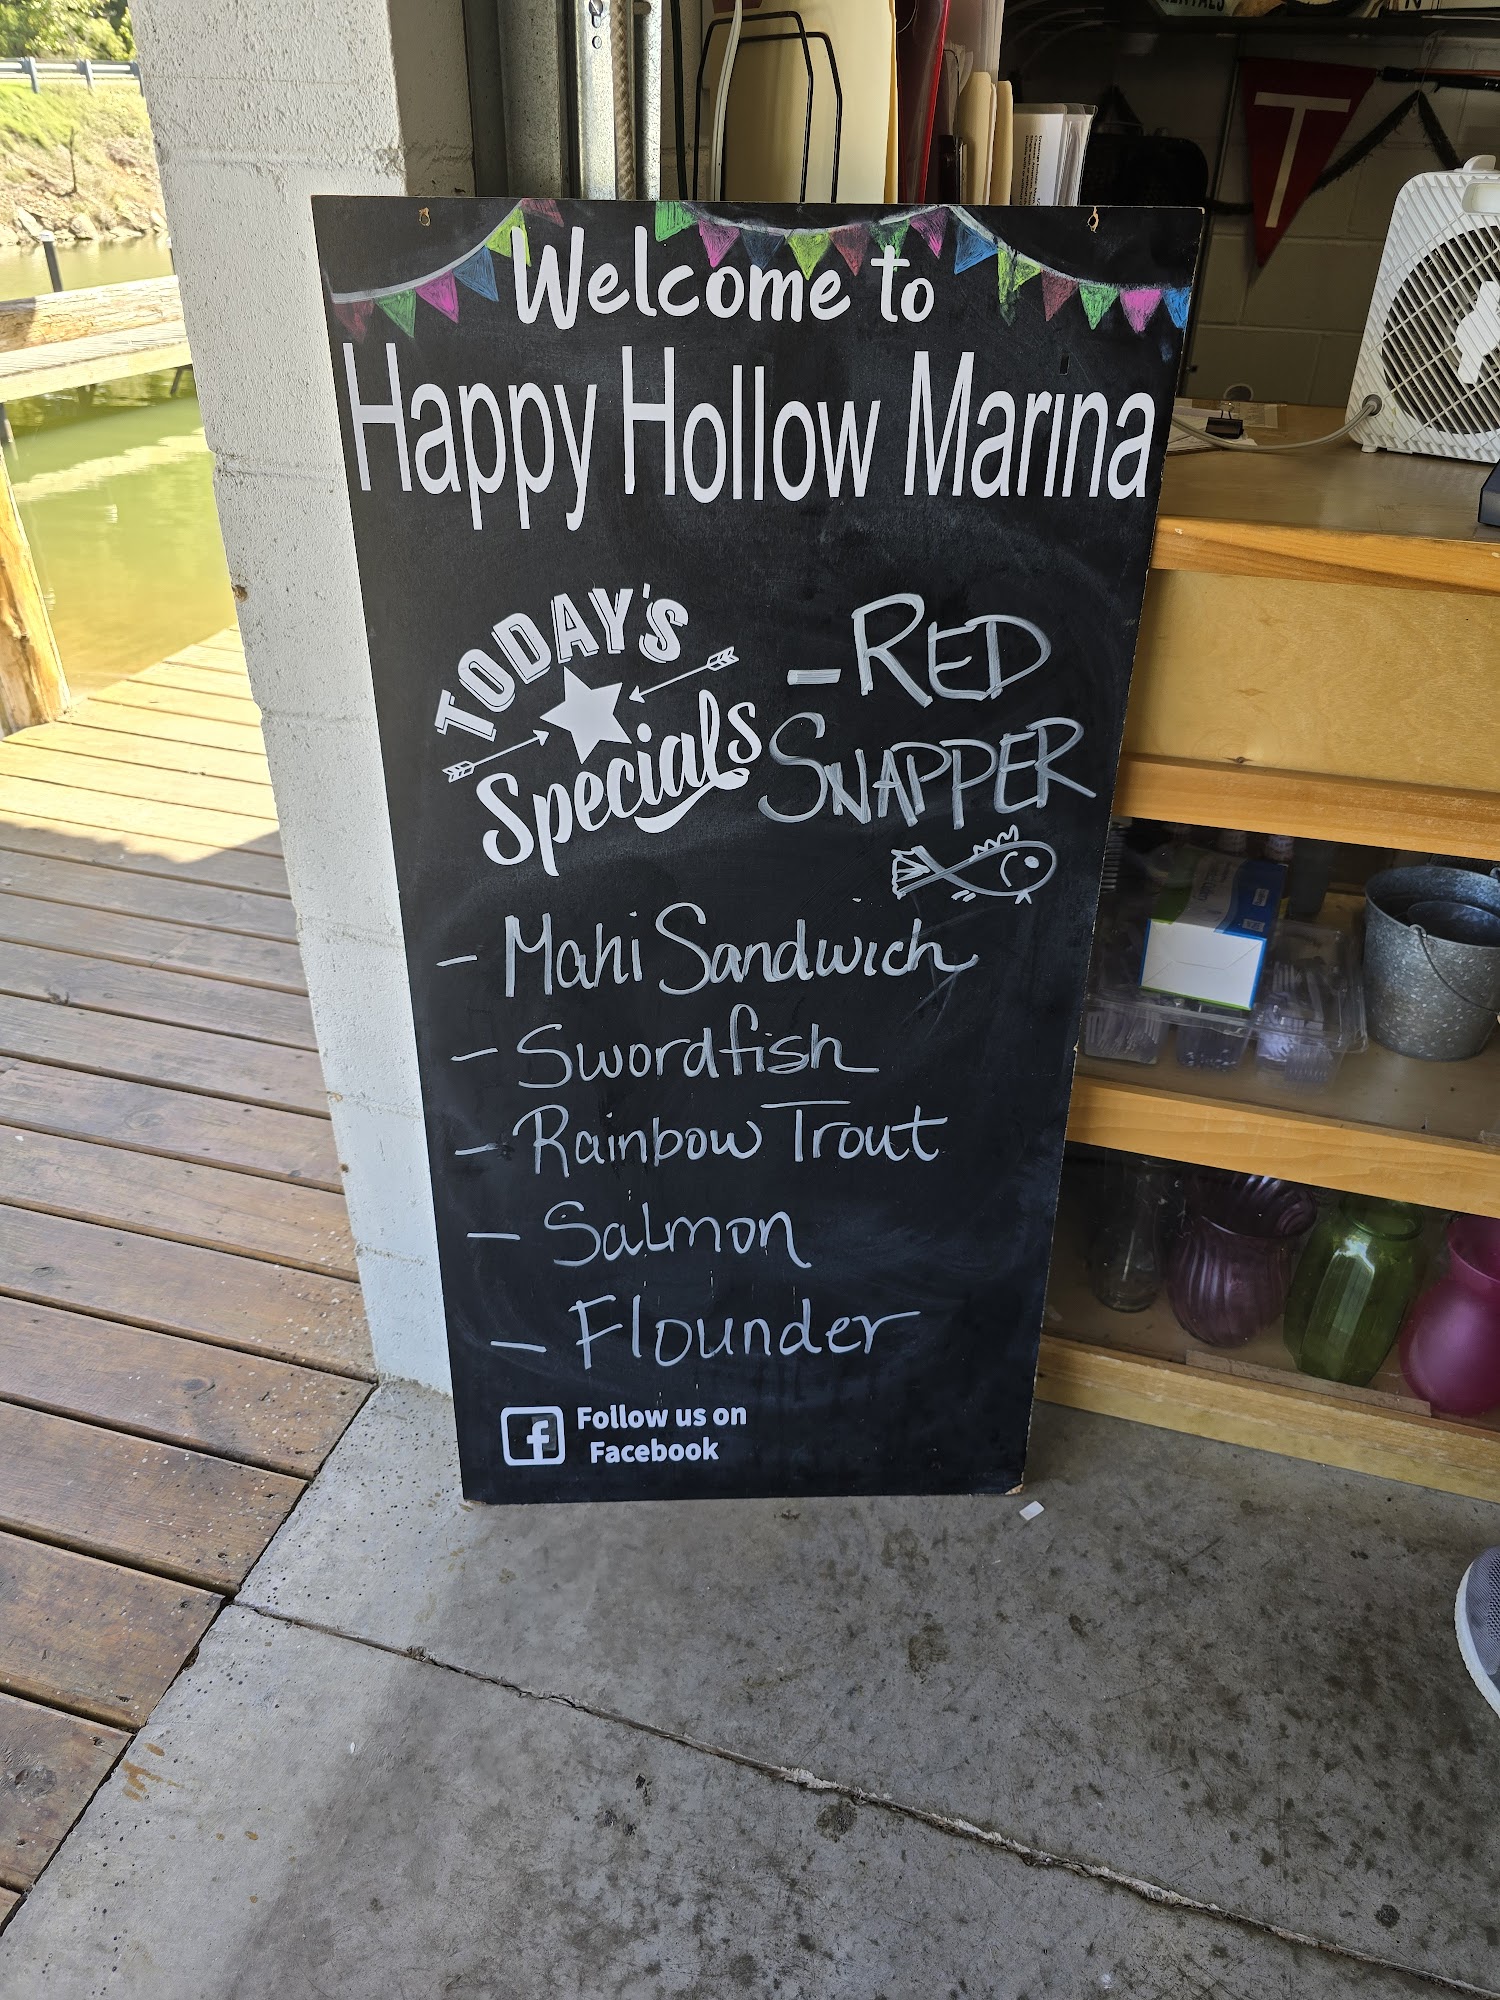 Welcome to
Happy Hollow Marina
TODAY'S
Specials
- RED
SNAPPER
- Mahi Sandwich
- Swordfish
- Rainbow Trout
- Salmon
- Flounder
f
Follow us on
Facebook
T